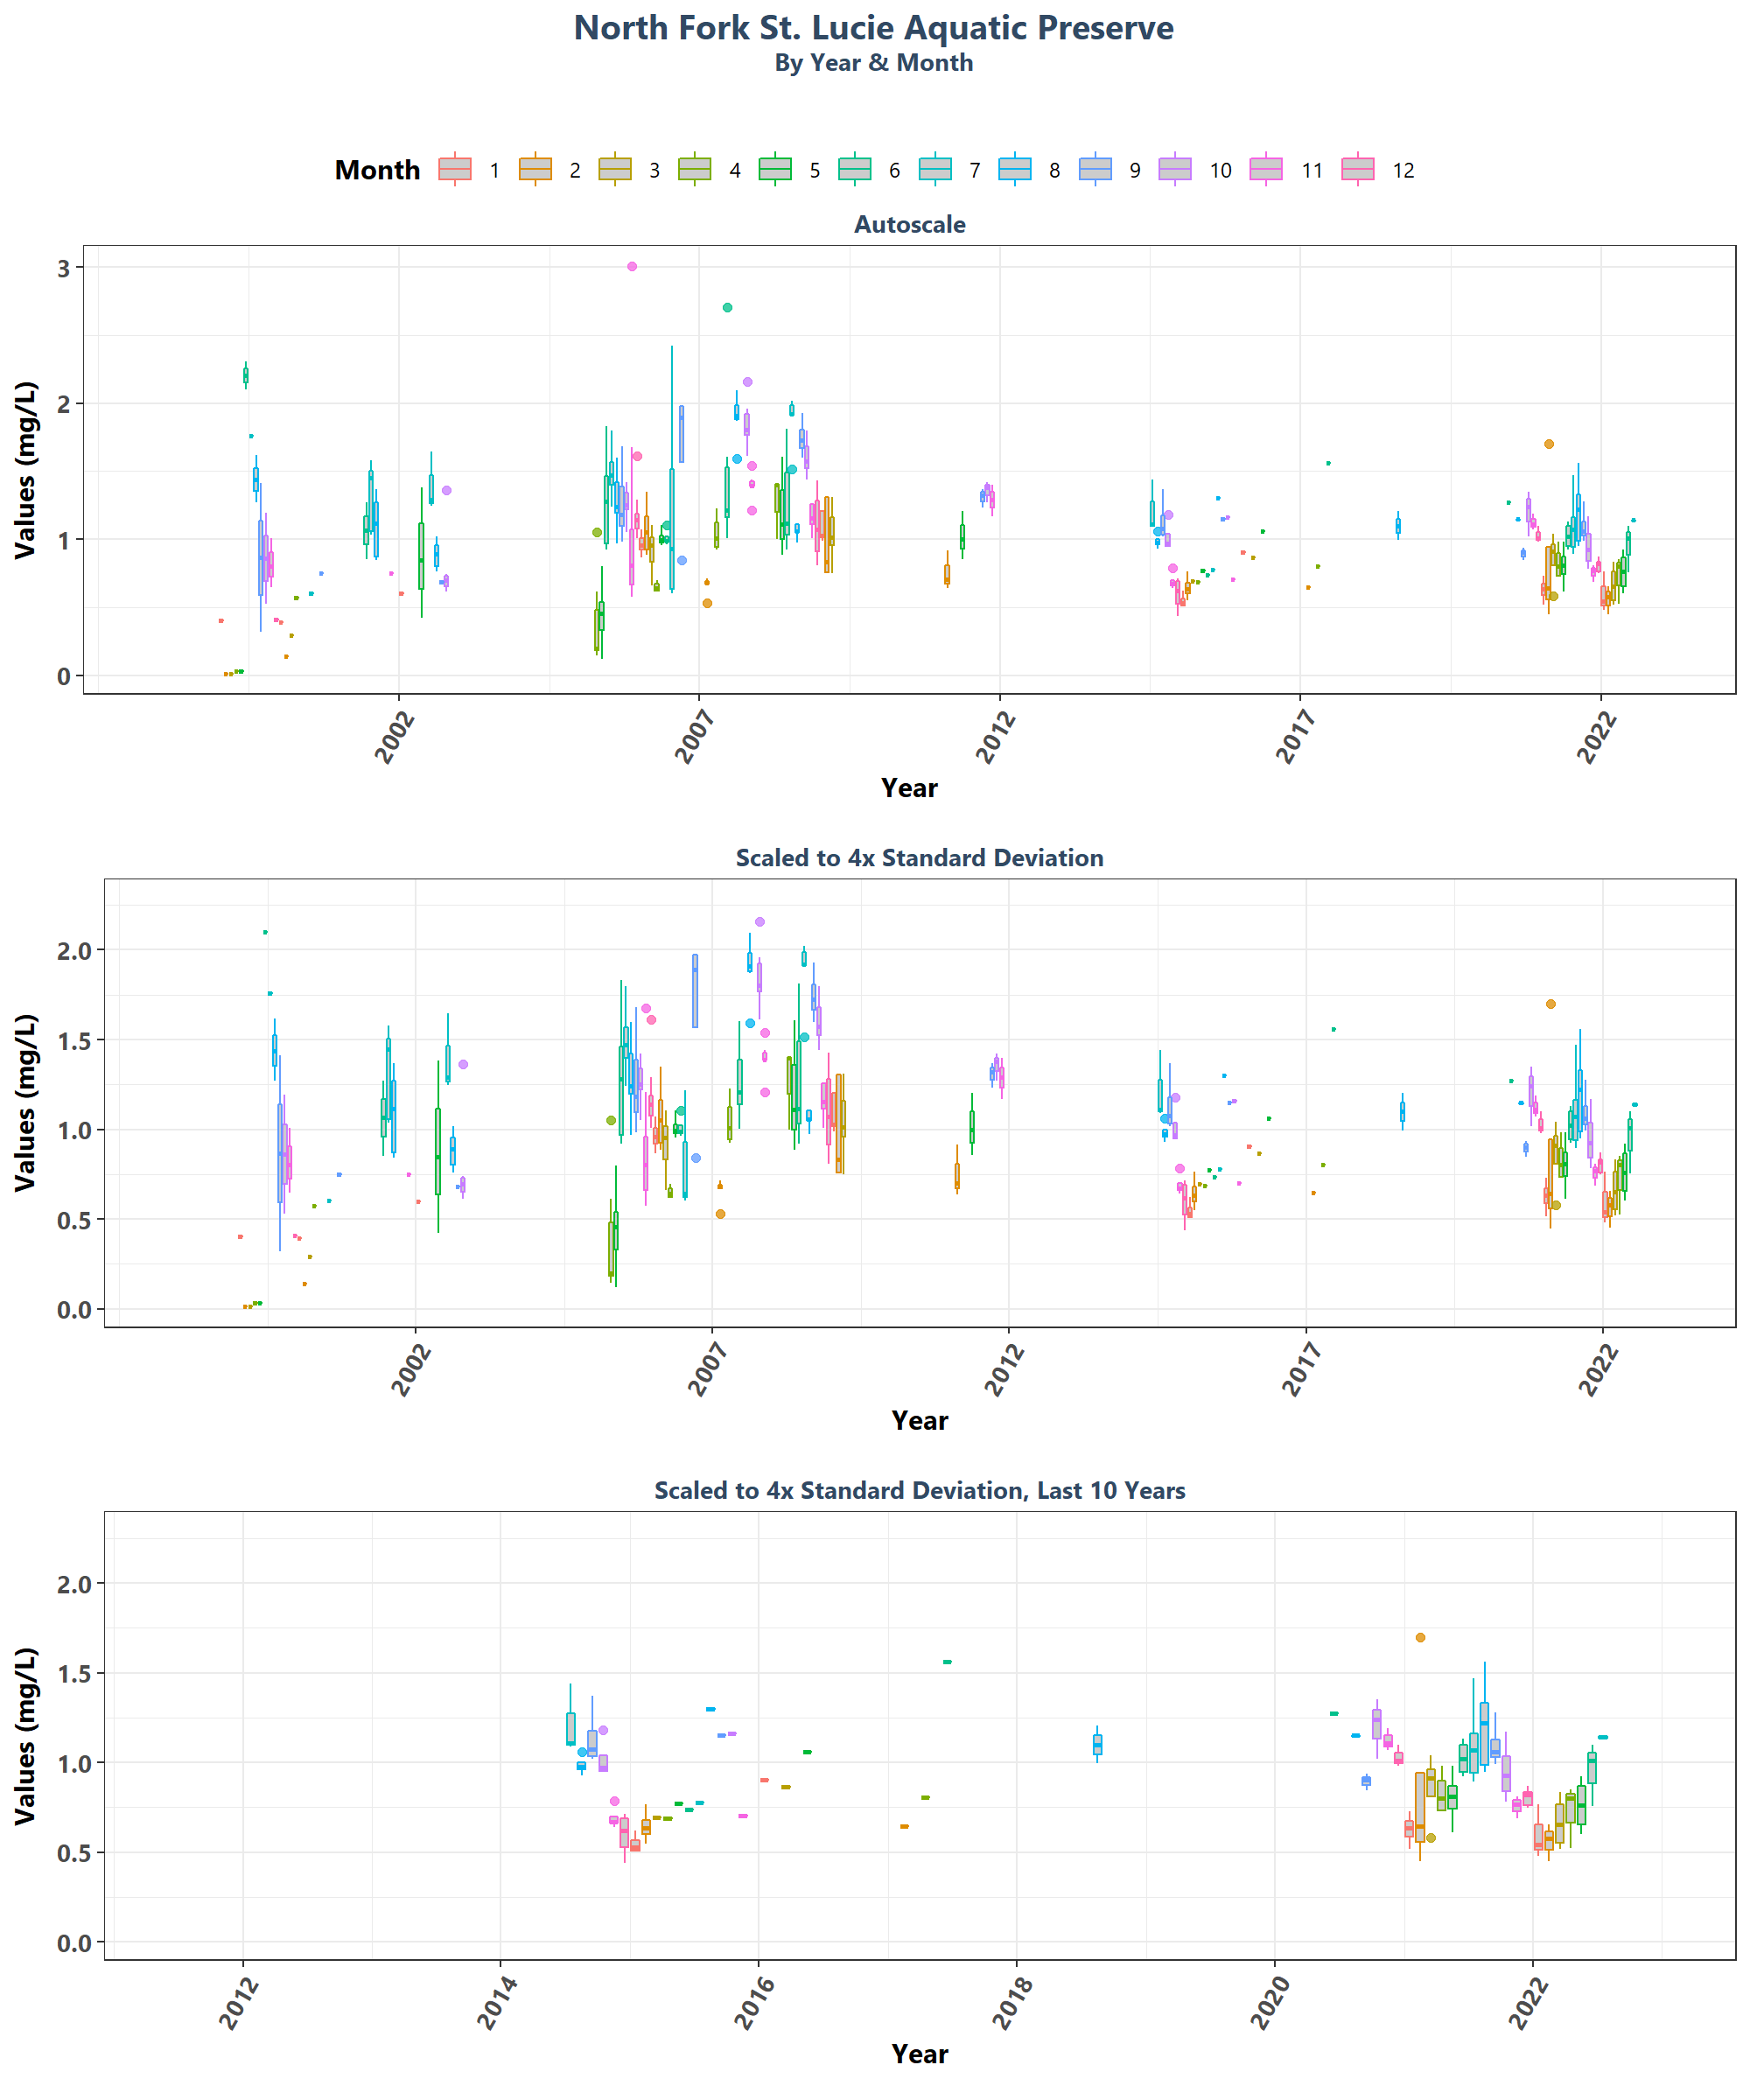 North Fork St. Lucie Aquatic Preserve
By Year & Month
Month 1 2 3 4 5 6 7 8 9 10 11 12
Autoscale
Values (mg/L)
3
2
1
0
2002 2007 2012 2017 2022
Year
Scaled to 4x Standard Deviation
Values (mg/L)
2.0
1.5
1.0
0.5
0.0
2002 2007 2012 2017 2022
Year
Scaled to 4x Standard Deviation, Last 10 Years
Values (mg/L)
2.0
1.5
1.0
0.5
0.0
2012 2014 2016 2018 2020 2022
Year